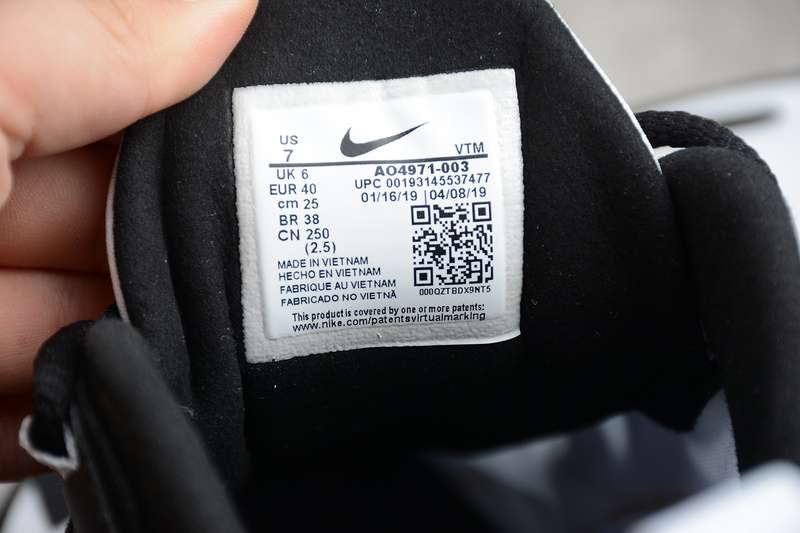 US
7
VTM
UK 6
AO4971-003
EUR 40
UPC 00193145537477
cm 25
01/16/19 | 04/08/19
BR 38
CN 250
(2.5)
MADE IN VIETNAM
HECHO EN VIETNAM
FABRIQUE AU VIETNAM
FABRICADO NO VIETNÃ
000QZTBDX9NT5
This product is covered by one or more patents:
www.nike.com/patentsvirtualmarking